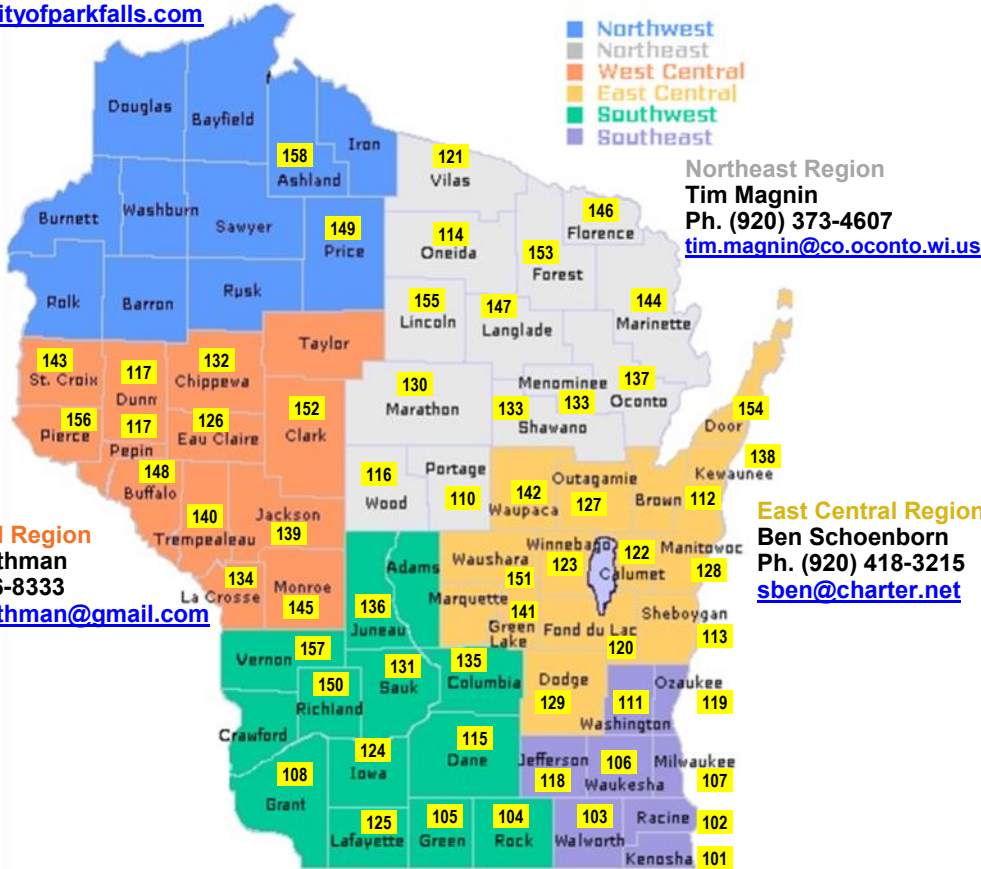 ityofparkfalls.com
Northwest
Northeast
West Central
East Central
Southwest
Southeast
Northeast Region
Tim Magnin
Ph. (920) 373-4607
tim.magnin@co.oconto.wi.us
Douglas
Bayfield
Iron
158
Ashland
121
Vilas
Burnett
Washburn
Sawyer
149
Price
114
Oneida
146
Florence
153
Forest
Polk
Barron
Rusk
155
Lincoln
147
Langlade
144
Marinette
Taylor
143
St. Croix
117
Dunn
132
Chippewa
130
Marathon
Menominee
133
133
Shawano
137
Oconto
156
Pierce
117
Pepin
126
Eau Claire
152
Clark
154
Door
138
Kewaunee
148
Buffalo
116
Wood
Portage
110
142
Waupaca
Outagamie
127
Brown
112
140
Trempealeau
Jackson
139
l Region
thman
6-8333
thman@gmail.com
East Central Region
Ben Schoenborn
Ph. (920) 418-3215
sben@charter.net
134
La Crosse
Monroe
145
Adams
136
Juneau
Waushara
151
Winnebago
123
122
Calumet
Manitowoc
128
Marquette
141
Green
Lake
Fond du Lac
120
Sheboygan
113
Vernon
157
150
Richland
131
Sauk
135
Columbia
Dodge
129
111
Washington
Ozaukee
119
Crawford
108
Grant
124
Iowa
115
Dane
Jefferson
118
106
Waukesha
Milwaukee
107
125
Lafayette
105
Green
104
Rock
103
Walworth
Racine
102
Kenosha
101